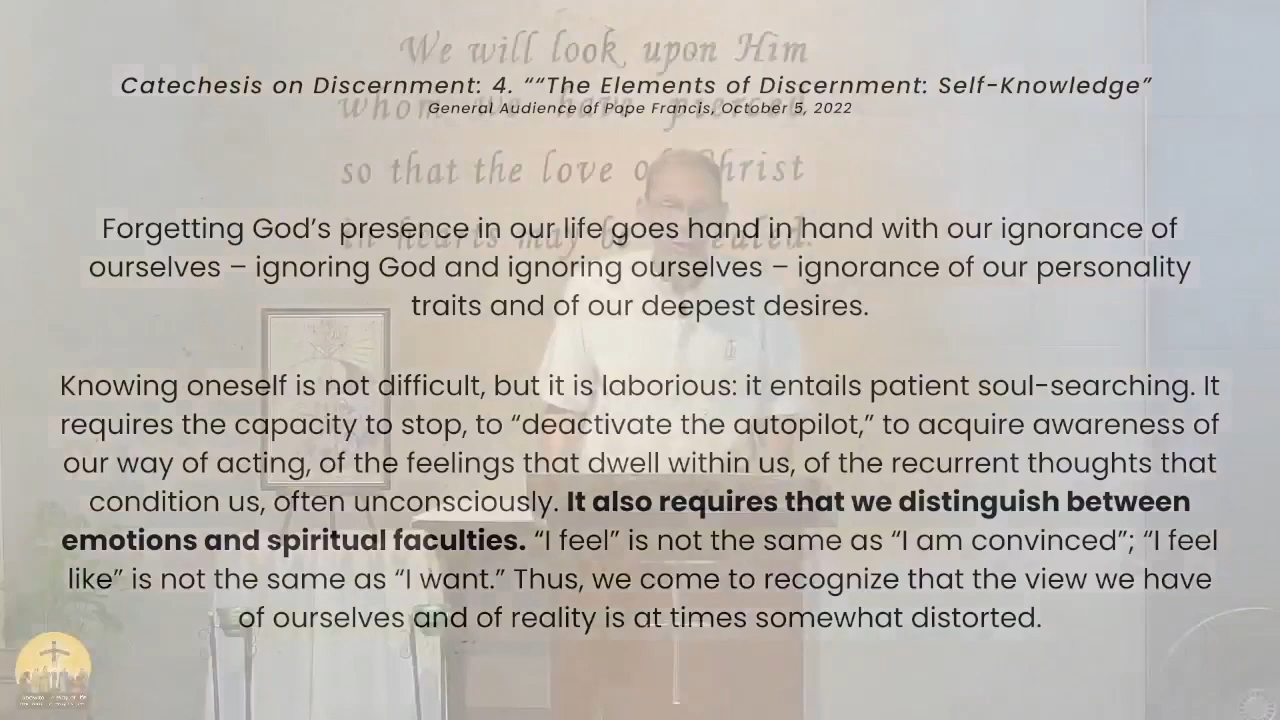 We will look upon Him
Catechesis on Discernment: 4. ““The Elements of Discernment: Self-Knowledge”
whom we have pierced
General Audience of Pope Francis, October 5, 2022
so that the love of Christ
Forgetting God’s presence in our life goes hand in hand with our ignorance of
in hearts may
ourselves – ignoring God and ignoring ourselves – ignorance of our personality
traits and of our deepest desires.
Knowing oneself is not difficult, but it is laborious: it entails patient soul-searching. It
requires the capacity to stop, to “deactivate the autopilot,” to acquire awareness of
our way of acting, of the feelings that dwell within us, of the recurrent thoughts that
condition us, often unconsciously. It also requires that we distinguish between
emotions and spiritual faculties. “I feel” is not the same as “I am convinced”; “I feel
like” is not the same as “I want.” Thus, we come to recognize that the view we have
of ourselves and of reality is at times somewhat distorted.